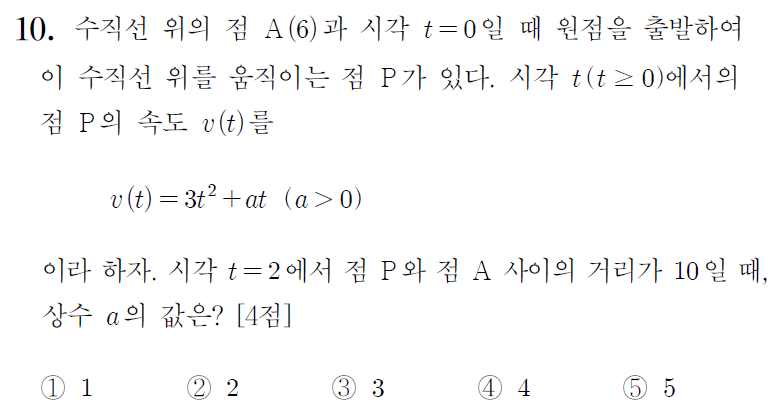 10. 수직선 위의 점 A(6)과 시각 t=0일 때 원점을 출발하여
이 수직선 위를 움직이는 점 P가 있다. 시각 t(t≥0)에서의
점 P의 속도 v(t)를
v(t)=3t²+at (a>0)
이라 하자. 시각 t=2에서 점 P와 점 A 사이의 거리가 10일 때,
상수 a의 값은? [4점]
① 1 ② 2 ③ 3 ④ 4 ⑤ 5